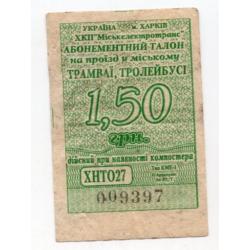 УКРАЇНА м. ХАРКІВ
ХКП "Міськелектротранс"
АБОНЕМЕНТНИЙ ТАЛОН
на проїзд в міському
ТРАМВАЇ, ТРОЛЕЙБУСІ
1,50
грн.
дійсний при наявності компостера
ХНТО27
009397